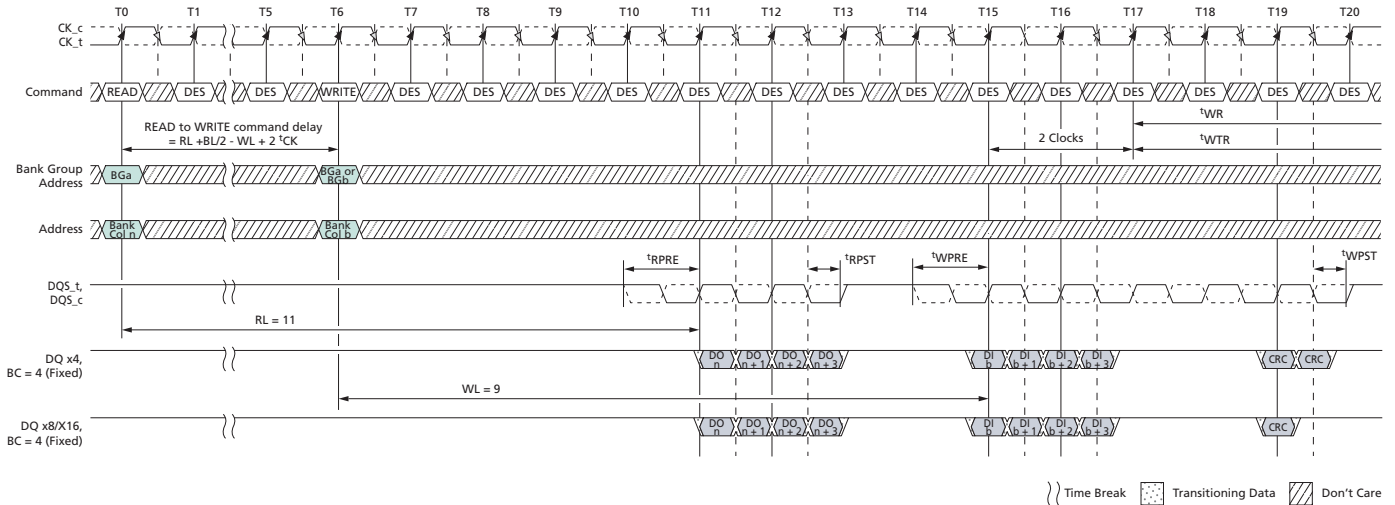 T0 T1 T5 T6 T7 T8 T9 T10 T11 T12 T13 T14 T15 T16 T17 T18 T19 T20
CK_c
CK_t
Command READ DES DES WRITE DES DES DES DES DES DES DES DES DES DES DES DES DES DES
READ to WRITE command delay
= RL +BL/2 - WL + 2 tCK
tWR
2 Clocks
tWTR
Bank Group
Address
BGa
BGa or
BGb
Address
Bank
Col n
Bank
Col b
tRPRE tRPST tWPRE tWPST
DQS_t,
DQS_c
RL = 11
DQ x4,
BC = 4 (Fixed)
DO
n
DO
n + 1
DO
n + 2
DO
n + 3
DI
b
DI
b + 1
DI
b + 2
DI
b + 3
CRC CRC
WL = 9
DQ x8/X16,
BC = 4 (Fixed)
DO
n
DO
n + 1
DO
n + 2
DO
n + 3
DI
b
DI
b + 1
DI
b + 2
DI
b + 3
CRC
Time Break Transitioning Data Don't Care